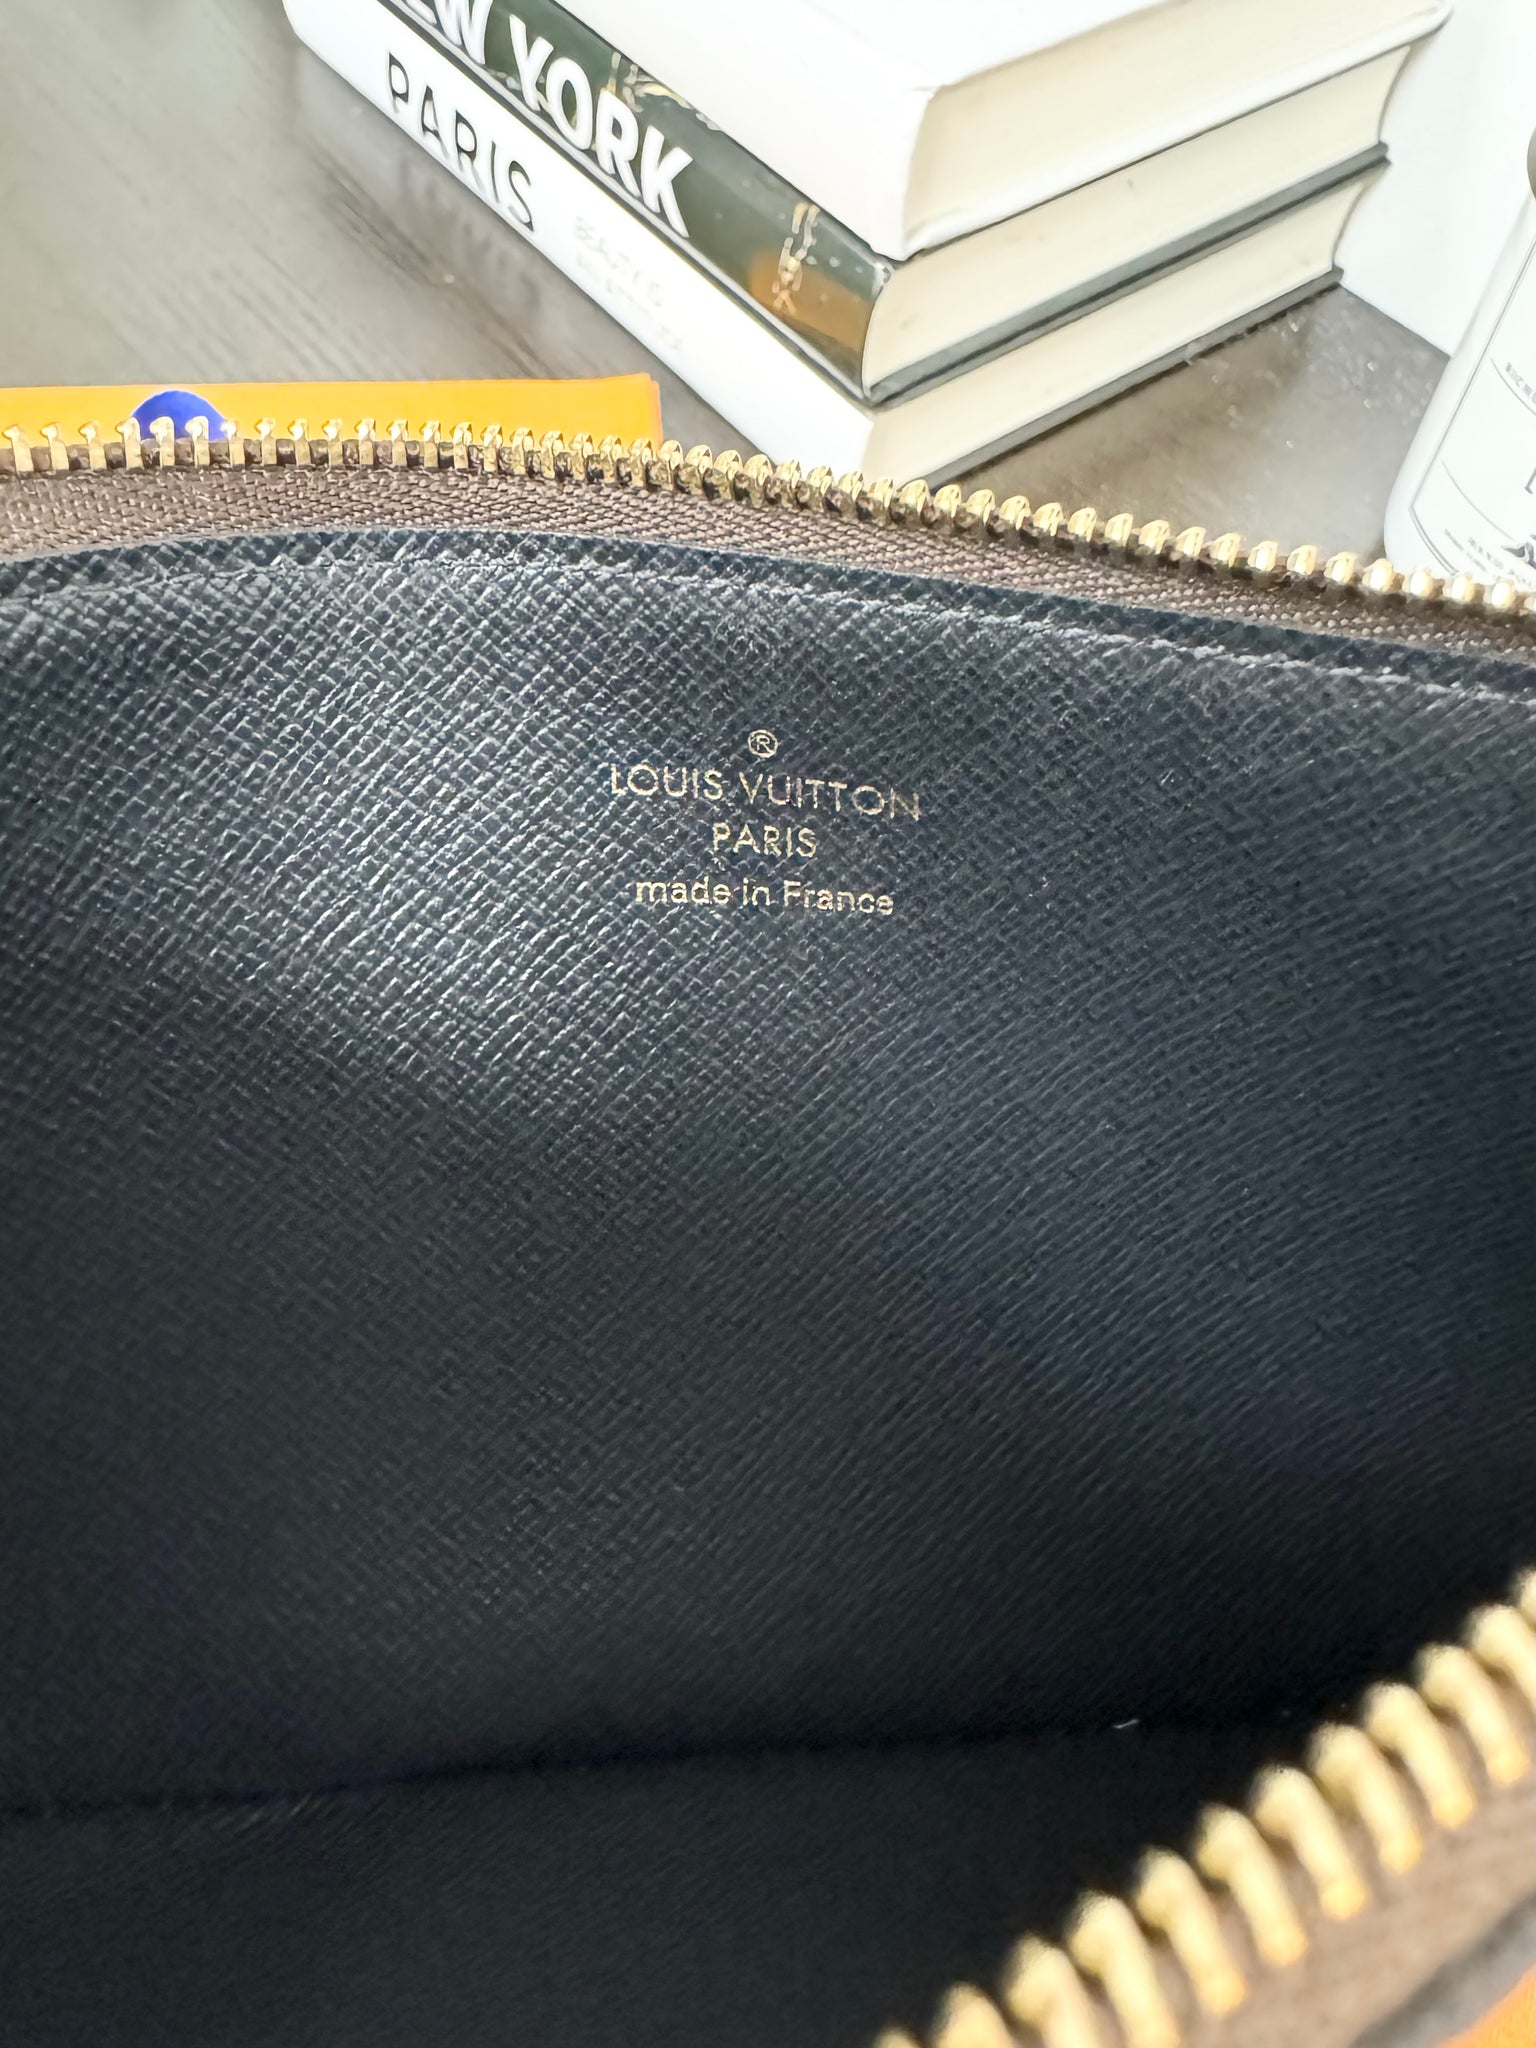 NEW YORK
PARIS
®
LOUIS VUITTON
PARIS
made in France